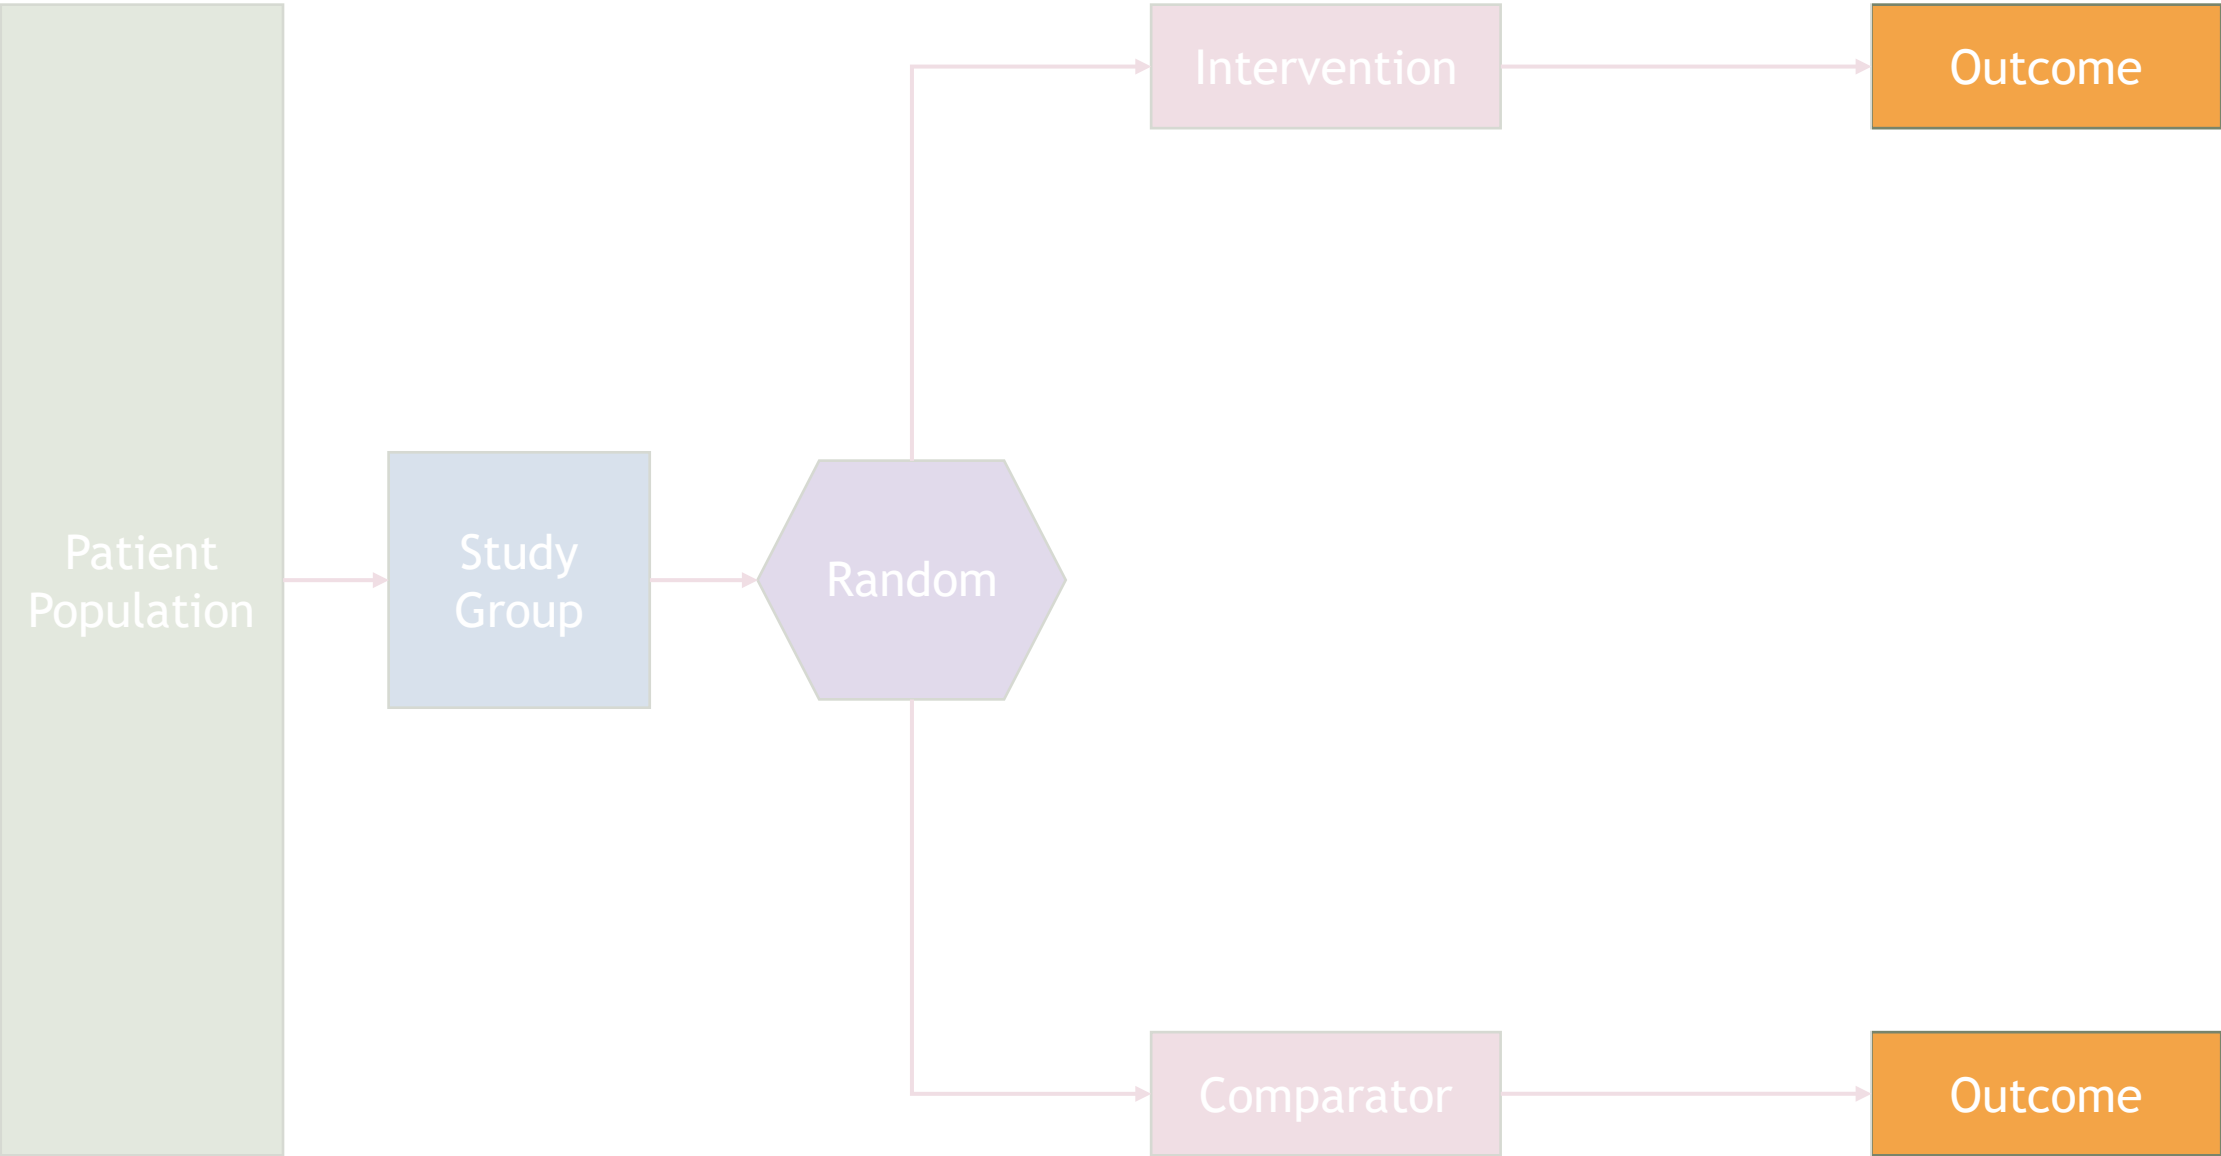 Patient
Population
Study
Group
Random
Intervention
Outcome
Comparator
Outcome